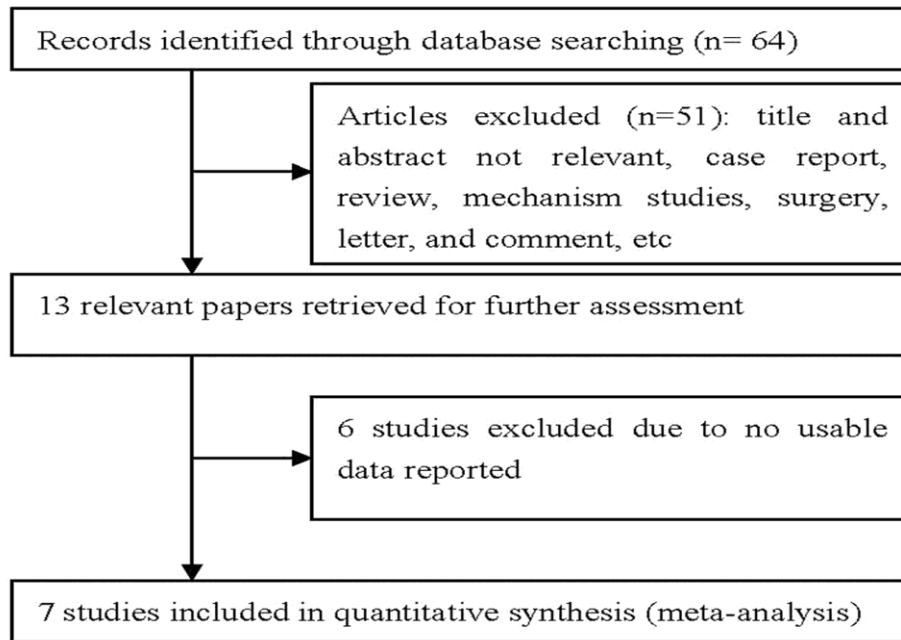 Records identified through database searching (n= 64)
Articles excluded (n=51): title and
abstract not relevant, case report,
review, mechanism studies, surgery,
letter, and comment, etc
13 relevant papers retrieved for further assessment
6 studies excluded due to no usable
data reported
7 studies included in quantitative synthesis (meta-analysis)